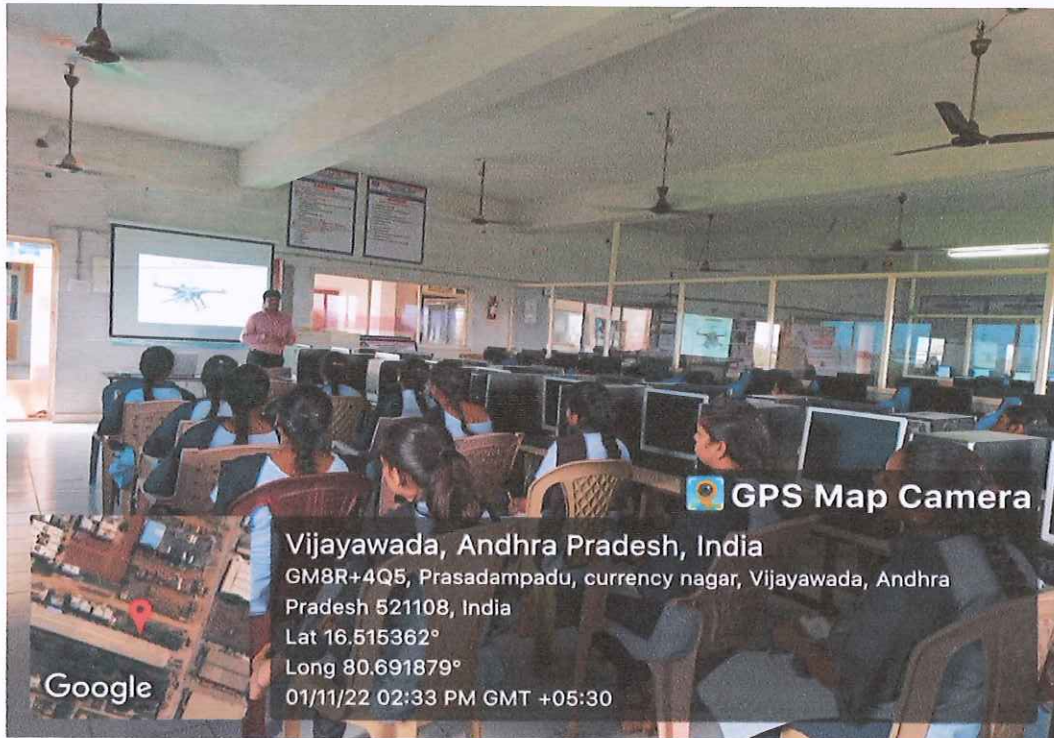 GPS Map Camera
Vijayawada, Andhra Pradesh, India
GM8R+4Q5, Prasadampadu, currency nagar, Vijayawada, Andhra
Pradesh 521108, India
Lat 16.515362°
Long 80.691879°
01/11/22 02:33 PM GMT +05:30
Google